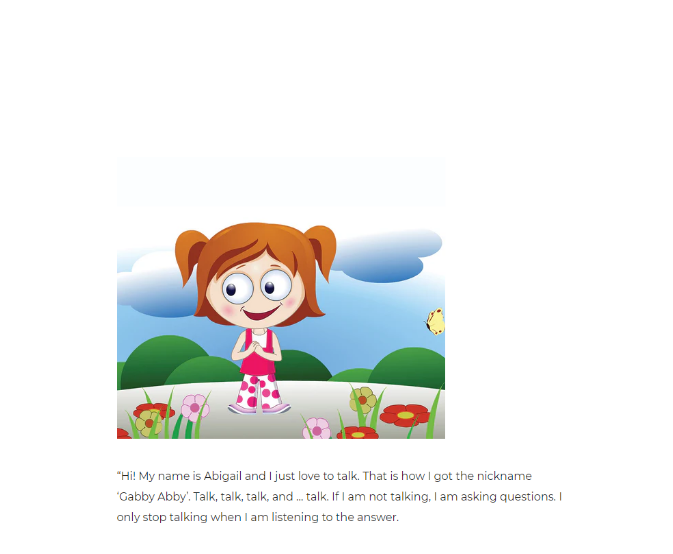 “Hi! My name is Abigail and I just love to talk. That is how I got the nickname
‘Gabby Abby’. Talk, talk, talk, and … talk. If I am not talking, I am asking questions. I
only stop talking when I am listening to the answer.